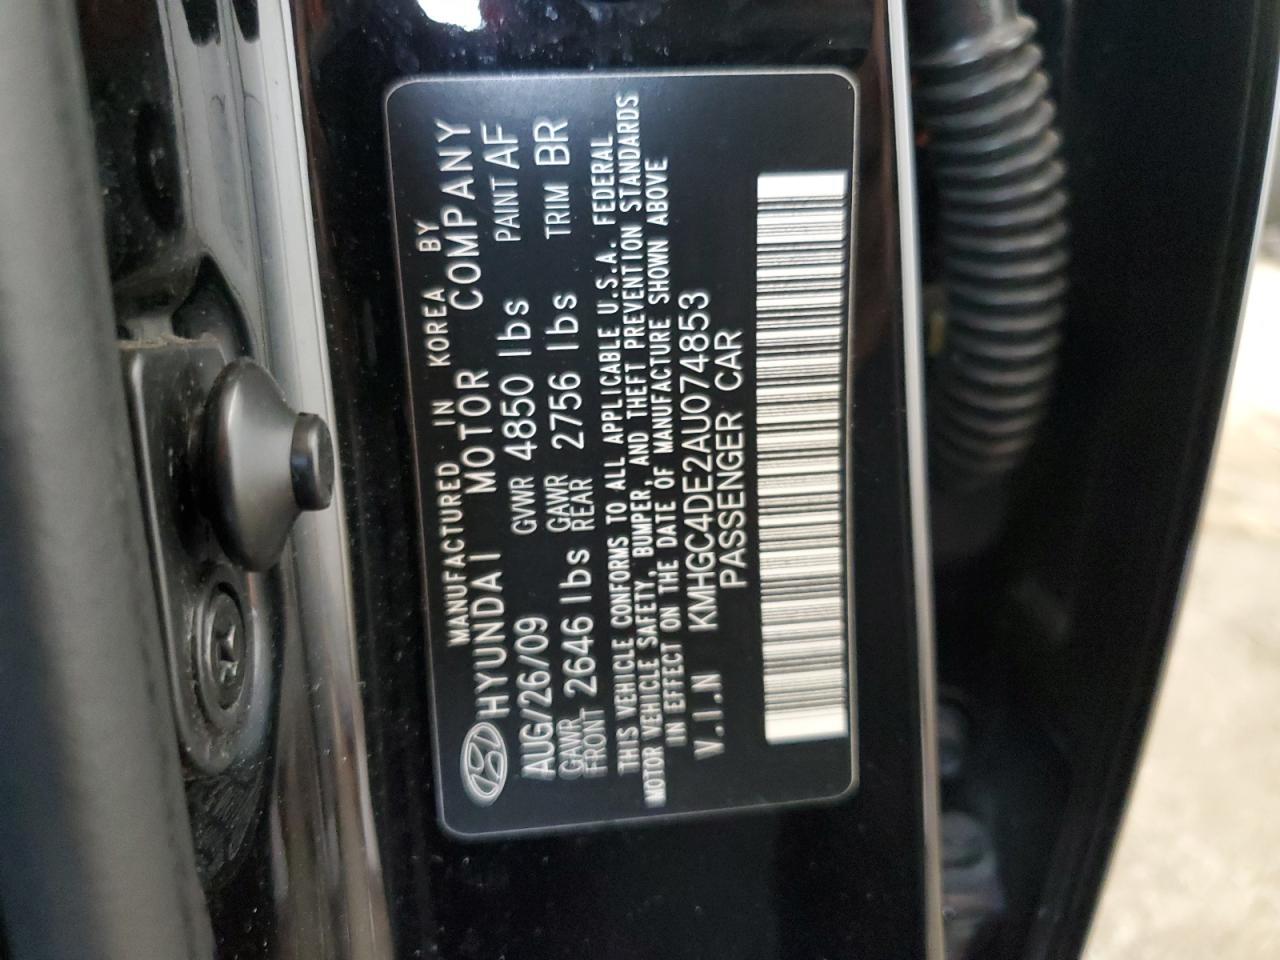 MANUFACTURED IN KOREA BY
HYUNDAI MOTOR COMPANY
AUG/26/09 GVWR 4850 lbs PAINT AF
GAWR FRONT 2646 lbs GAWR REAR 2756 lbs TRIM BR
THIS VEHICLE CONFORMS TO ALL APPLICABLE U.S.A. FEDERAL
MOTOR VEHICLE SAFETY, BUMPER, AND THEFT PREVENTION STANDARDS
IN EFFECT ON THE DATE OF MANUFACTURE SHOWN ABOVE
V.I.N KMHGC4DE2AU074853
PASSENGER CAR